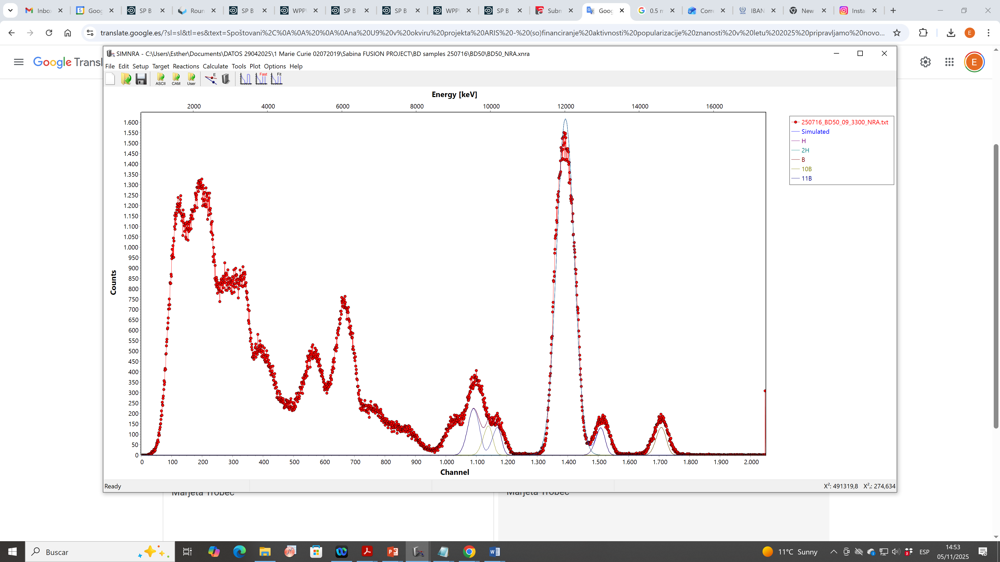 Inbo
Goog
SP B
Roun
SP B
WPP
SP B
SP B
WPP
SP B
Subm
Goog
0.5 m
Corre
IBAN
New
Insta
translate.google.es/?sl=sl&tl=es&text=Spoštovani%2C%0A%0A%20%0A%0Ana%20U9%20v%20okviru%20projekta%20ARIS%20-%20(so)financiranje%20aktivnosti%20popularizacije%20znanosti%20v%20letu%202025%20pripravljamo%20novo...
E
Google Transl
E
SIMNRA - C:\Users\Esther\Documents\DATOS 29042025\1 Marie Curie 02072019\Sabina FUSION PROJECT\BD samples 250716\BD50\BD50_NRA.xnra
File Edit Setup Target Reactions Calculate Tools Plot Options Help
ASCII CAM User E Fast Fit
Energy [keV]
2000 4000 6000 8000 10000 12000 14000 16000
1.600
1.550
1.500
1.450
1.400
1.350
1.300
1.250
1.200
1.150
1.100
1.050
1.000
950
900
850
800
750
700
650
600
550
500
450
400
350
300
250
200
150
100
50
0
Counts
0 100 200 300 400 500 600 700 800 900 1.000 1.100 1.200 1.300 1.400 1.500 1.600 1.700 1.800 1.900 2.000
Channel
250716_BD50_09_3300_NRA.txt
Simulated
H
2H
B
10B
11B
Ready
X²: 491319,8 X²ᵣ: 274,634
Marjeta Trobec
Marjeta Trobec
Buscar
11°C Sunny
ESP
14:53
05/11/2025